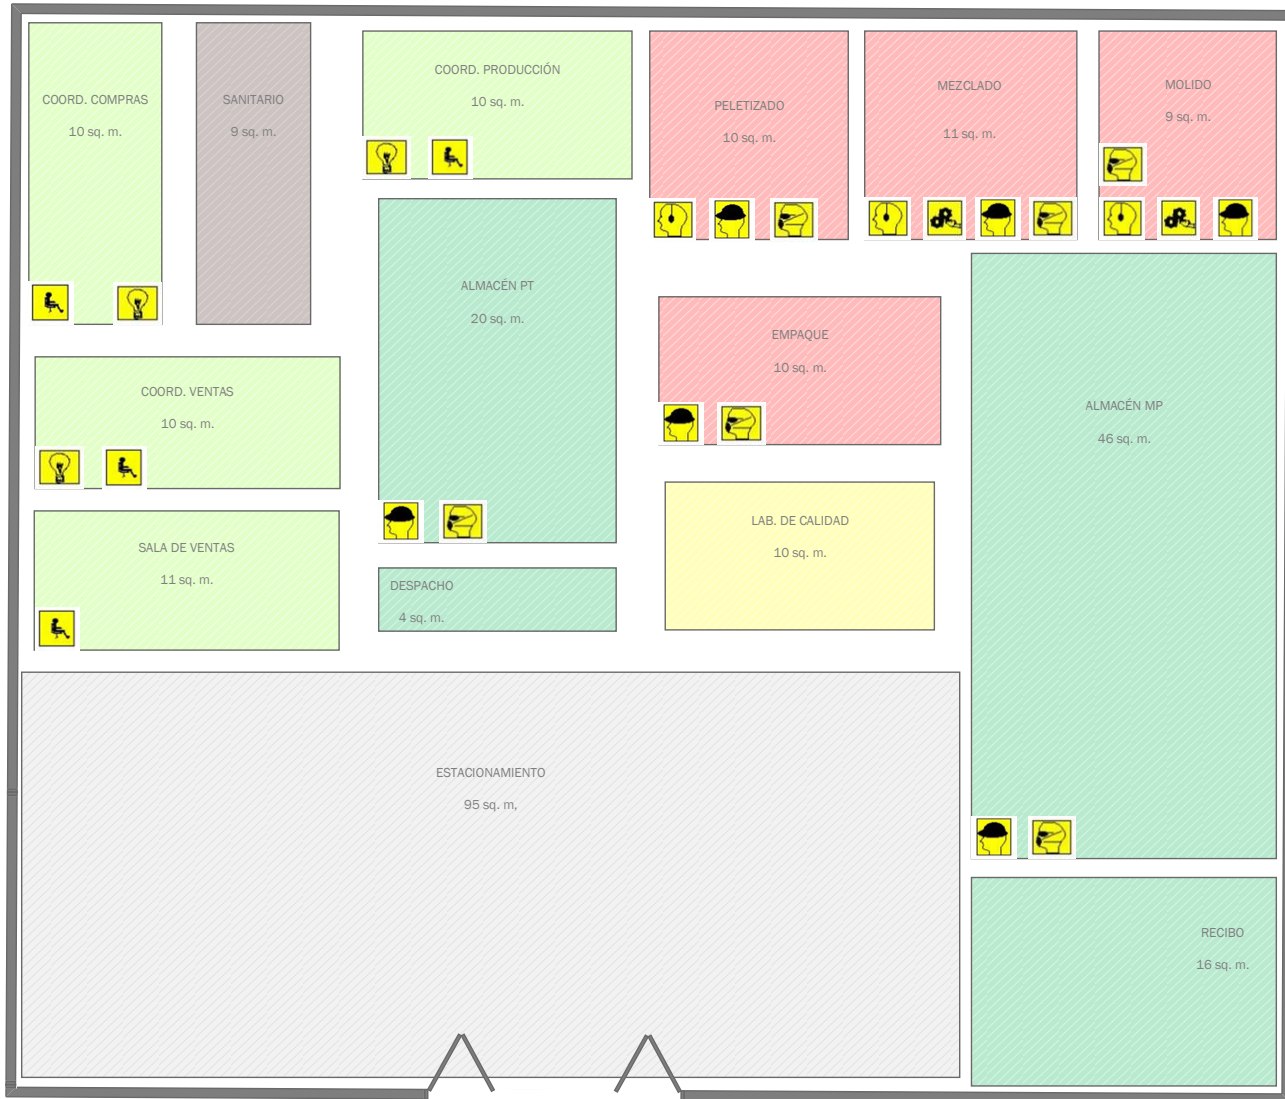 COORD. COMPRAS
10 sq. m.
SANITARIO
9 sq. m.
COORD. PRODUCCIÓN
10 sq. m.
PELETIZADO
10 sq. m.
MEZCLADO
11 sq. m.
MOLIDO
9 sq. m.
ALMACÉN PT
20 sq. m.
EMPAQUE
10 sq. m.
ALMACÉN MP
46 sq. m.
COORD. VENTAS
10 sq. m.
SALA DE VENTAS
11 sq. m.
LAB. DE CALIDAD
10 sq. m.
DESPACHO
4 sq. m.
ESTACIONAMIENTO
95 sq. m,
RECIBO
16 sq. m.